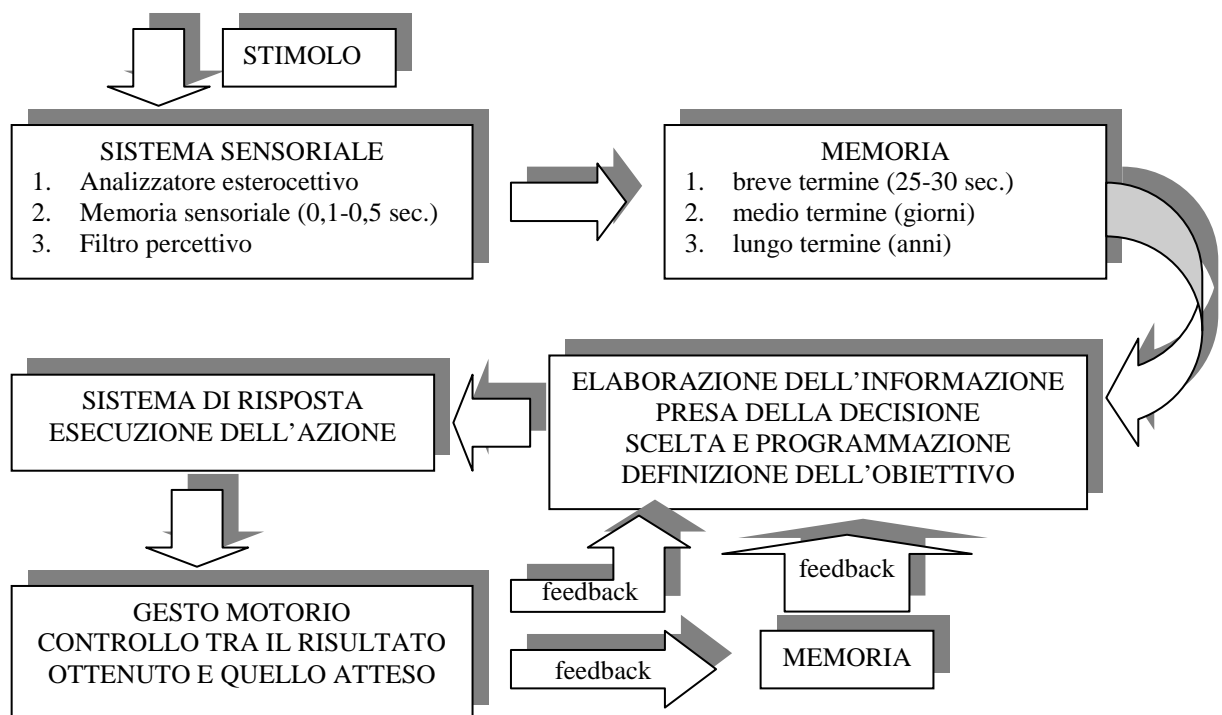 STIMOLO
SISTEMA SENSORIALE
1. Analizzatore esterocettivo
2. Memoria sensoriale (0,1-0,5 sec.)
3. Filtro percettivo
MEMORIA
1. breve termine (25-30 sec.)
2. medio termine (giorni)
3. lungo termine (anni)
ELABORAZIONE DELL’INFORMAZIONE
PRESA DELLA DECISIONE
SCELTA E PROGRAMMAZIONE
DEFINIZIONE DELL’OBIETTIVO
SISTEMA DI RISPOSTA
ESECUZIONE DELL’AZIONE
GESTO MOTORIO
CONTROLLO TRA IL RISULTATO
OTTENUTO E QUELLO ATTESO
feedback
feedback
feedback
MEMORIA